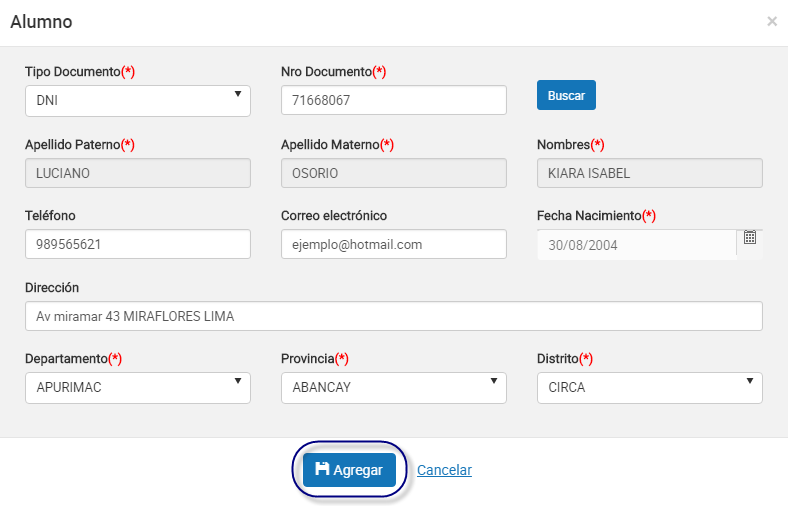 Alumno ×
Tipo Documento(*) Nro Documento(*)
DNI 71668067 Buscar
Apellido Paterno(*) Apellido Materno(*) Nombres(*)
LUCIANO OSORIO KIARA ISABEL
Teléfono Correo electrónico Fecha Nacimiento(*)
989565621 ejemplo@hotmail.com 30/08/2004
Dirección
Av miramar 43 MIRAFLORES LIMA
Departamento(*) Provincia(*) Distrito(*)
APURIMAC ABANCAY CIRCA
Agregar Cancelar